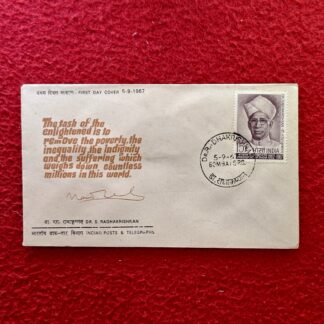 प्रथम दिवस आवरण FIRST DAY COVER 5-9-1967
The task of the
enlightened is to
remove the poverty, the
inequality, the indignity
and the suffering which
weighs down countless
millions in this world.
डा. एस. राधाकृष्णन DR. S. RADHAKRISHNAN
भारतीय डाक-तार विभाग INDIAN POSTS & TELEGRAPHS
भारत INDIA
5-9-67
BOMBAY G.P.O.